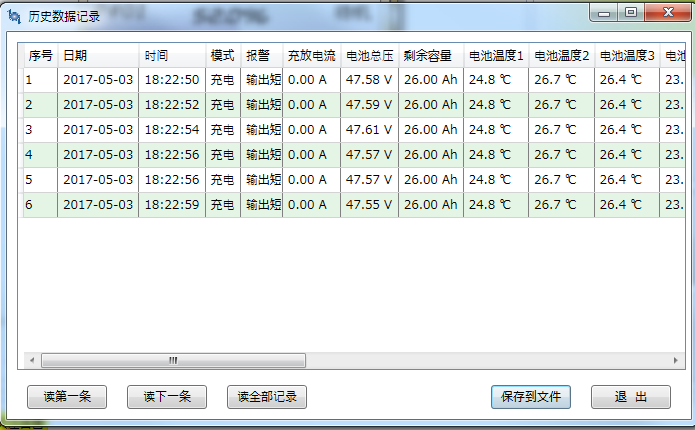 历史数据记录
序号 日期 时间 模式 报警 充放电流 电池总压 剩余容量 电池温度1 电池温度2 电池温度3
1 2017-05-03 18:22:50 充电 输出短 0.00 A 47.58 V 26.00 Ah 24.8 ℃ 26.7 ℃ 26.4 ℃ 23.
2 2017-05-03 18:22:52 充电 输出短 0.00 A 47.59 V 26.00 Ah 24.8 ℃ 26.7 ℃ 26.4 ℃ 23.
3 2017-05-03 18:22:54 充电 输出短 0.00 A 47.61 V 26.00 Ah 24.8 ℃ 26.7 ℃ 26.4 ℃ 23.
4 2017-05-03 18:22:56 充电 输出短 0.00 A 47.57 V 26.00 Ah 24.8 ℃ 26.7 ℃ 26.4 ℃ 23.
5 2017-05-03 18:22:56 充电 输出短 0.00 A 47.57 V 26.00 Ah 24.8 ℃ 26.7 ℃ 26.4 ℃ 23.
6 2017-05-03 18:22:59 充电 输出短 0.00 A 47.55 V 26.00 Ah 24.8 ℃ 26.7 ℃ 26.4 ℃ 23.
读第一条 读下一条 读全部记录 保存到文件 退 出